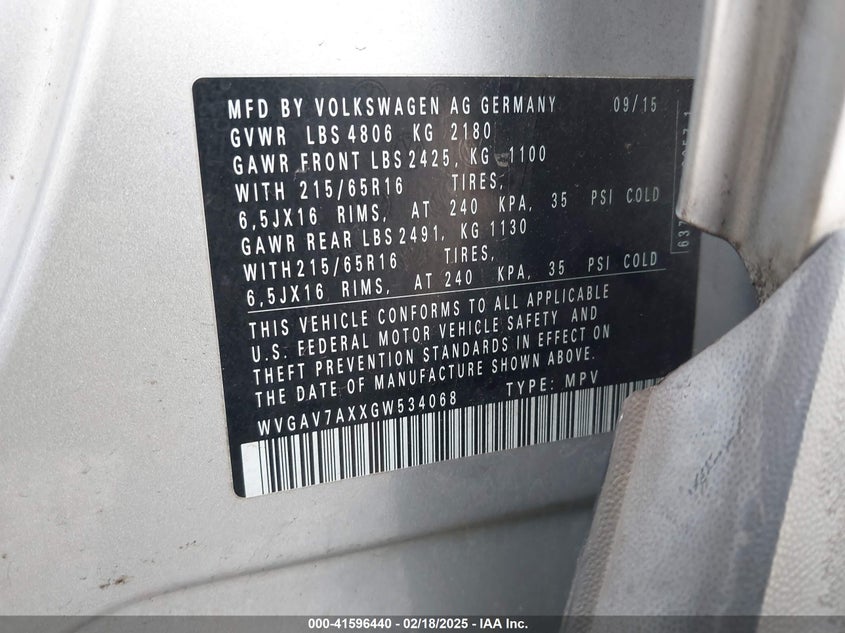 MFD BY VOLKSWAGEN AG GERMANY 09/15
GVWR LBS 4806 KG 2180
GAWR FRONT LBS 2425, KG 1100
WITH 215/65R16 TIRES,
6,5JX16 RIMS, AT 240 KPA, 35 PSI COLD
GAWR REAR LBS 2491, KG 1130
WITH 215/65R16 TIRES,
6,5JX16 RIMS, AT 240 KPA, 35 PSI COLD
THIS VEHICLE CONFORMS TO ALL APPLICABLE
U.S. FEDERAL MOTOR VEHICLE SAFETY AND
THEFT PREVENTION STANDARDS IN EFFECT ON
THE DATE OF MANUFACTURE SHOWN ABOVE.
WVGAV7AXXGW534068 TYPE: MPV
000-41596440 - 02/18/2025 - IAA Inc.